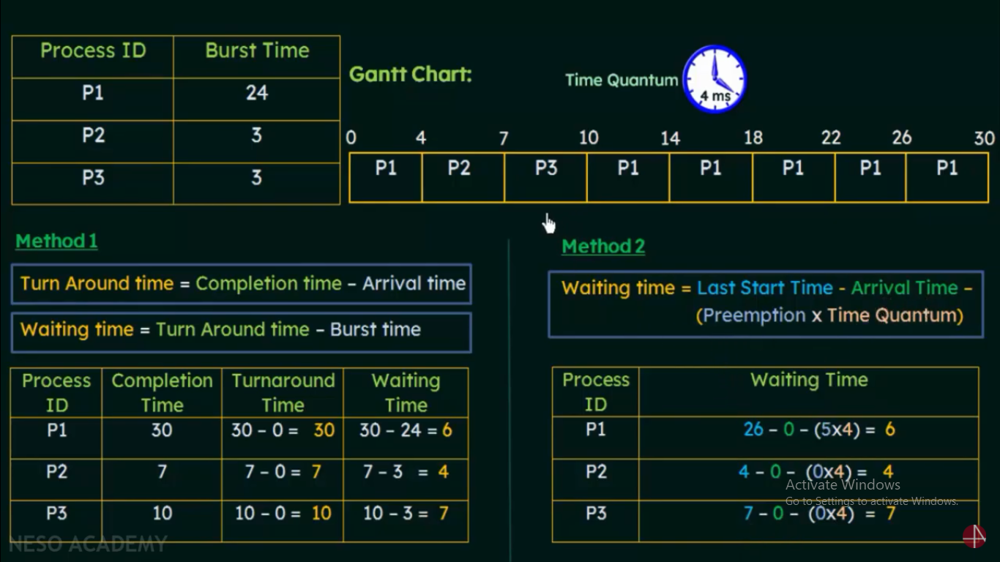 Process ID Burst Time
P1 24
P2 3
P3 3
Gantt Chart:
Time Quantum
4 ms
0 4 7 10 14 18 22 26 30
P1 P2 P3 P1 P1 P1 P1 P1
Method 1
Turn Around time = Completion time – Arrival time
Waiting time = Turn Around time – Burst time
Process Completion Turnaround Waiting
ID Time Time Time
P1 30 30 – 0 = 30 30 – 24 = 6
P2 7 7 – 0 = 7 7 – 3 = 4
P3 10 10 – 0 = 10 10 – 3 = 7
Method 2
Waiting time = Last Start Time - Arrival Time –
(Preemption x Time Quantum)
Process Waiting Time
ID
P1 26 – 0 – (5x4) = 6
P2 4 – 0 – (0x4) = 4
P3 7 – 0 – (0x4) = 7
Activate Windows
Go to Settings to activate Windows.
NESO ACADEMY